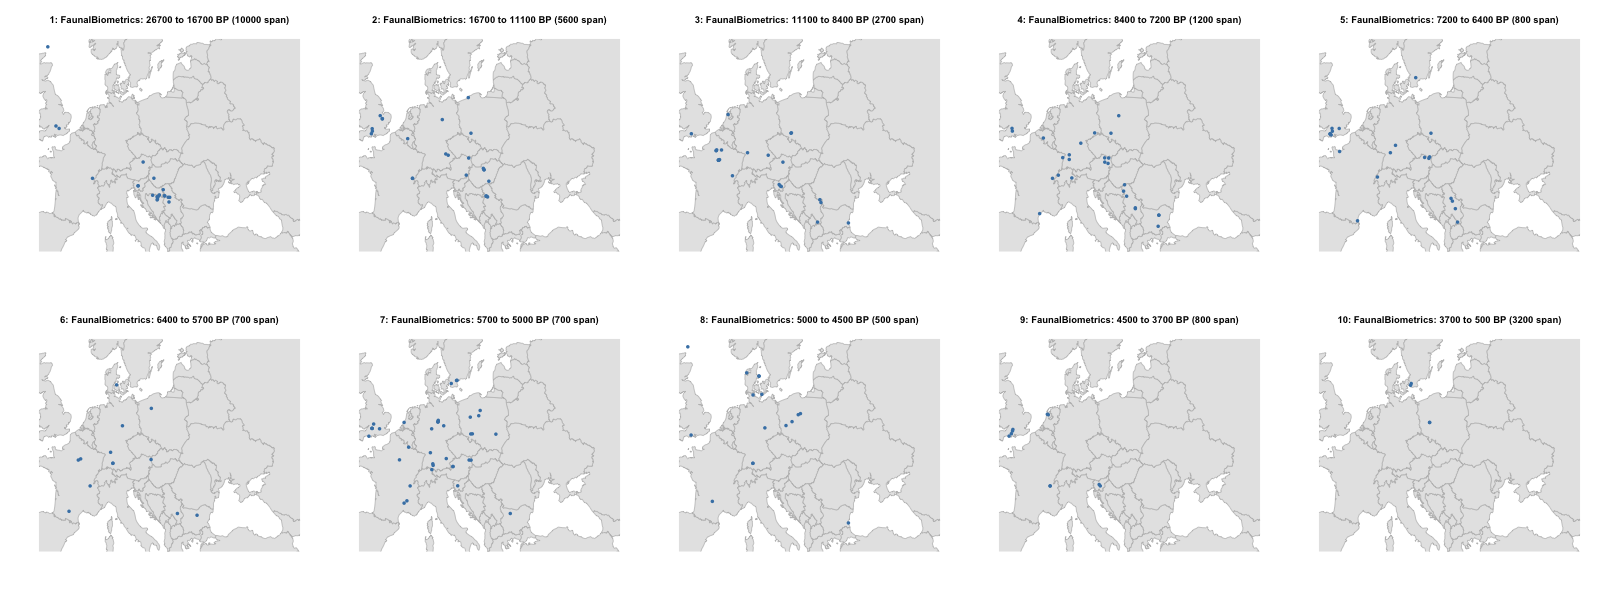 1: FaunalBiometrics: 26700 to 16700 BP (10000 span)
2: FaunalBiometrics: 16700 to 11100 BP (5600 span)
3: FaunalBiometrics: 11100 to 8400 BP (2700 span)
4: FaunalBiometrics: 8400 to 7200 BP (1200 span)
5: FaunalBiometrics: 7200 to 6400 BP (800 span)
6: FaunalBiometrics: 6400 to 5700 BP (700 span)
7: FaunalBiometrics: 5700 to 5000 BP (700 span)
8: FaunalBiometrics: 5000 to 4500 BP (500 span)
9: FaunalBiometrics: 4500 to 3700 BP (800 span)
10: FaunalBiometrics: 3700 to 500 BP (3200 span)